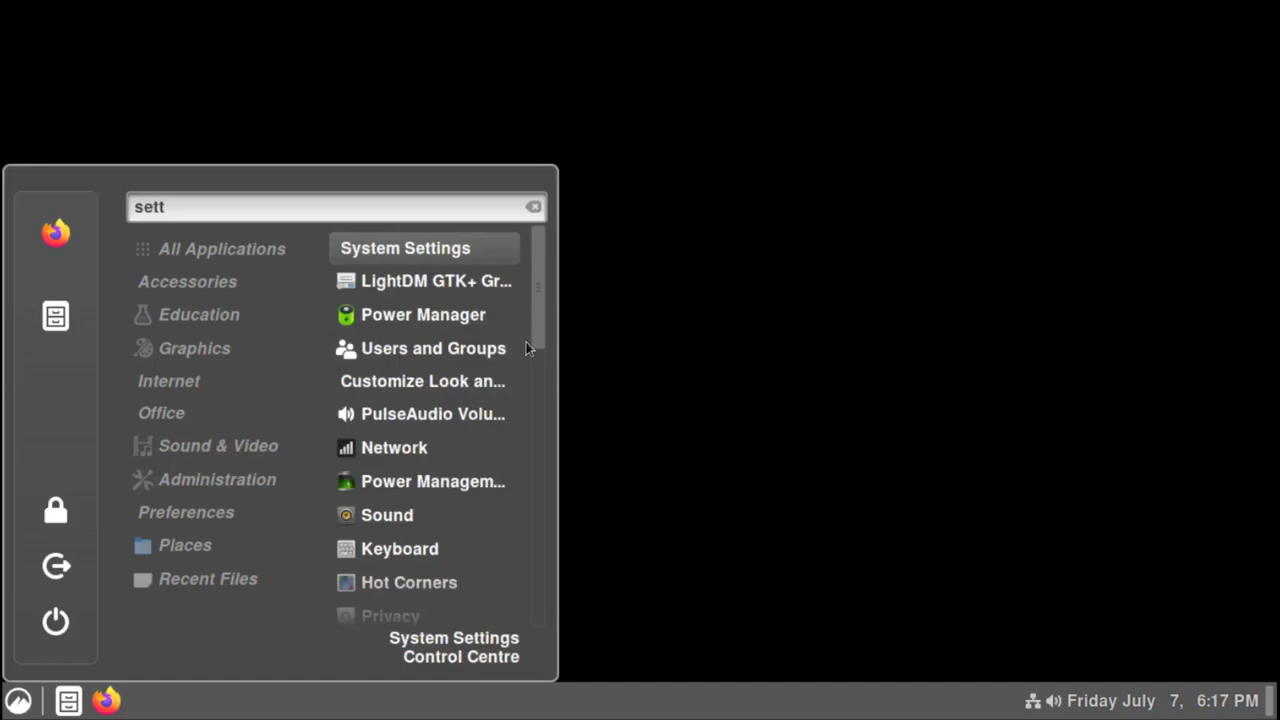 sett
All Applications
Accessories
Education
Graphics
Internet
Office
Sound & Video
Administration
Preferences
Places
Recent Files
System Settings
LightDM GTK+ Gr...
Power Manager
Users and Groups
Customize Look an...
PulseAudio Volu...
Network
Power Managem...
Sound
Keyboard
Hot Corners
Privacy
System Settings
Control Centre
Friday July 7, 6:17 PM